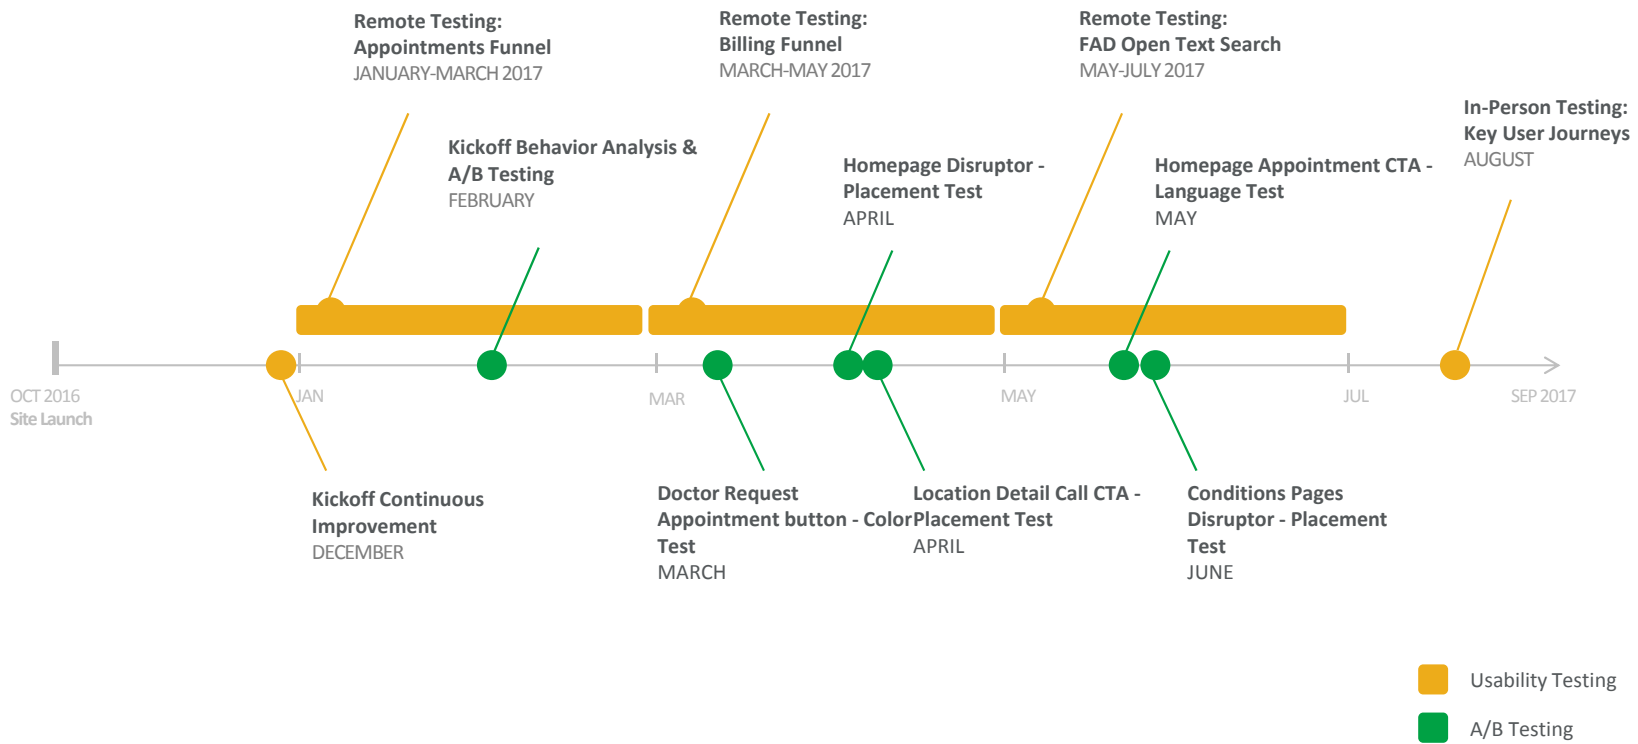 Remote Testing:
Appointments Funnel
JANUARY-MARCH 2017
Remote Testing:
Billing Funnel
MARCH-MAY 2017
Remote Testing:
FAD Open Text Search
MAY-JULY 2017
In-Person Testing:
Key User Journeys
AUGUST
Kickoff Behavior Analysis &
A/B Testing
FEBRUARY
Homepage Disruptor -
Placement Test
APRIL
Homepage Appointment CTA -
Language Test
MAY
OCT 2016
Site Launch
JAN
MAR
MAY
JUL
SEP 2017
Kickoff Continuous
Improvement
DECEMBER
Doctor Request
Appointment button - Color
Test
MARCH
Location Detail Call CTA -
Placement Test
APRIL
Conditions Pages
Disruptor - Placement
Test
JUNE
Usability Testing
A/B Testing